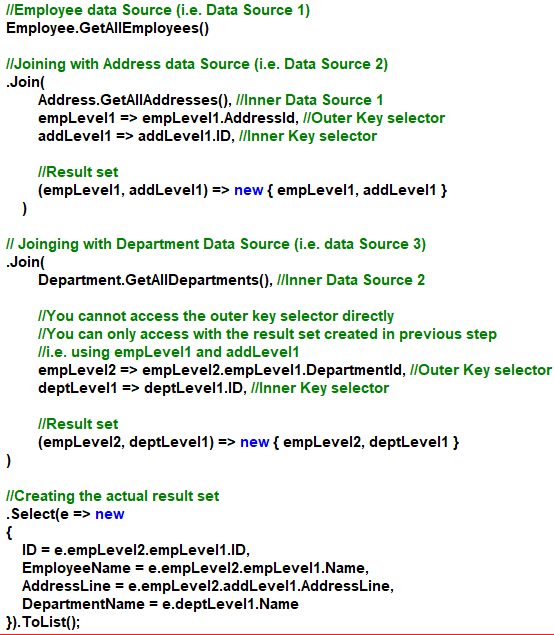 //Employee data Source (i.e. Data Source 1)
Employee.GetAllEmployees()
//Joining with Address data Source (i.e. Data Source 2)
.Join(
Address.GetAllAddresses(), //Inner Data Source 1
empLevel1 => empLevel1.AddressId, //Outer Key selector
addLevel1 => addLevel1.ID, //Inner Key selector
//Result set
(empLevel1, addLevel1) => new { empLevel1, addLevel1 }
)
// Joinging with Department Data Source (i.e. data Source 3)
.Join(
Department.GetAllDepartments(), //Inner Data Source 2
//You cannot access the outer key selector directly
//You can only access with the result set created in previous step
//i.e. using empLevel1 and addLevel1
empLevel2 => empLevel2.empLevel1.DepartmentId, //Outer Key selector
deptLevel1 => deptLevel1.ID, //Inner Key selector
//Result set
(empLevel2, deptLevel1) => new { empLevel2, deptLevel1 }
)
//Creating the actual result set
.Select(e => new
{
ID = e.empLevel2.empLevel1.ID,
EmployeeName = e.empLevel2.empLevel1.Name,
AddressLine = e.empLevel2.addLevel1.AddressLine,
DepartmentName = e.deptLevel1.Name
}).ToList();